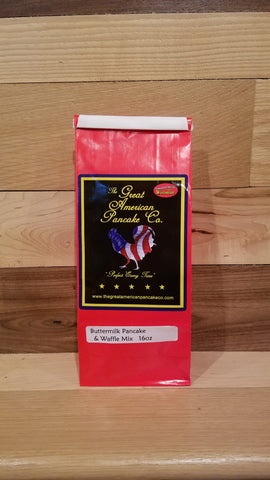 The
Great
American
Pancake Co.
"Perfect Every Time"
www.thegreatamericanpancakeco.com
Buttermilk Pancake
& Waffle Mix 16oz